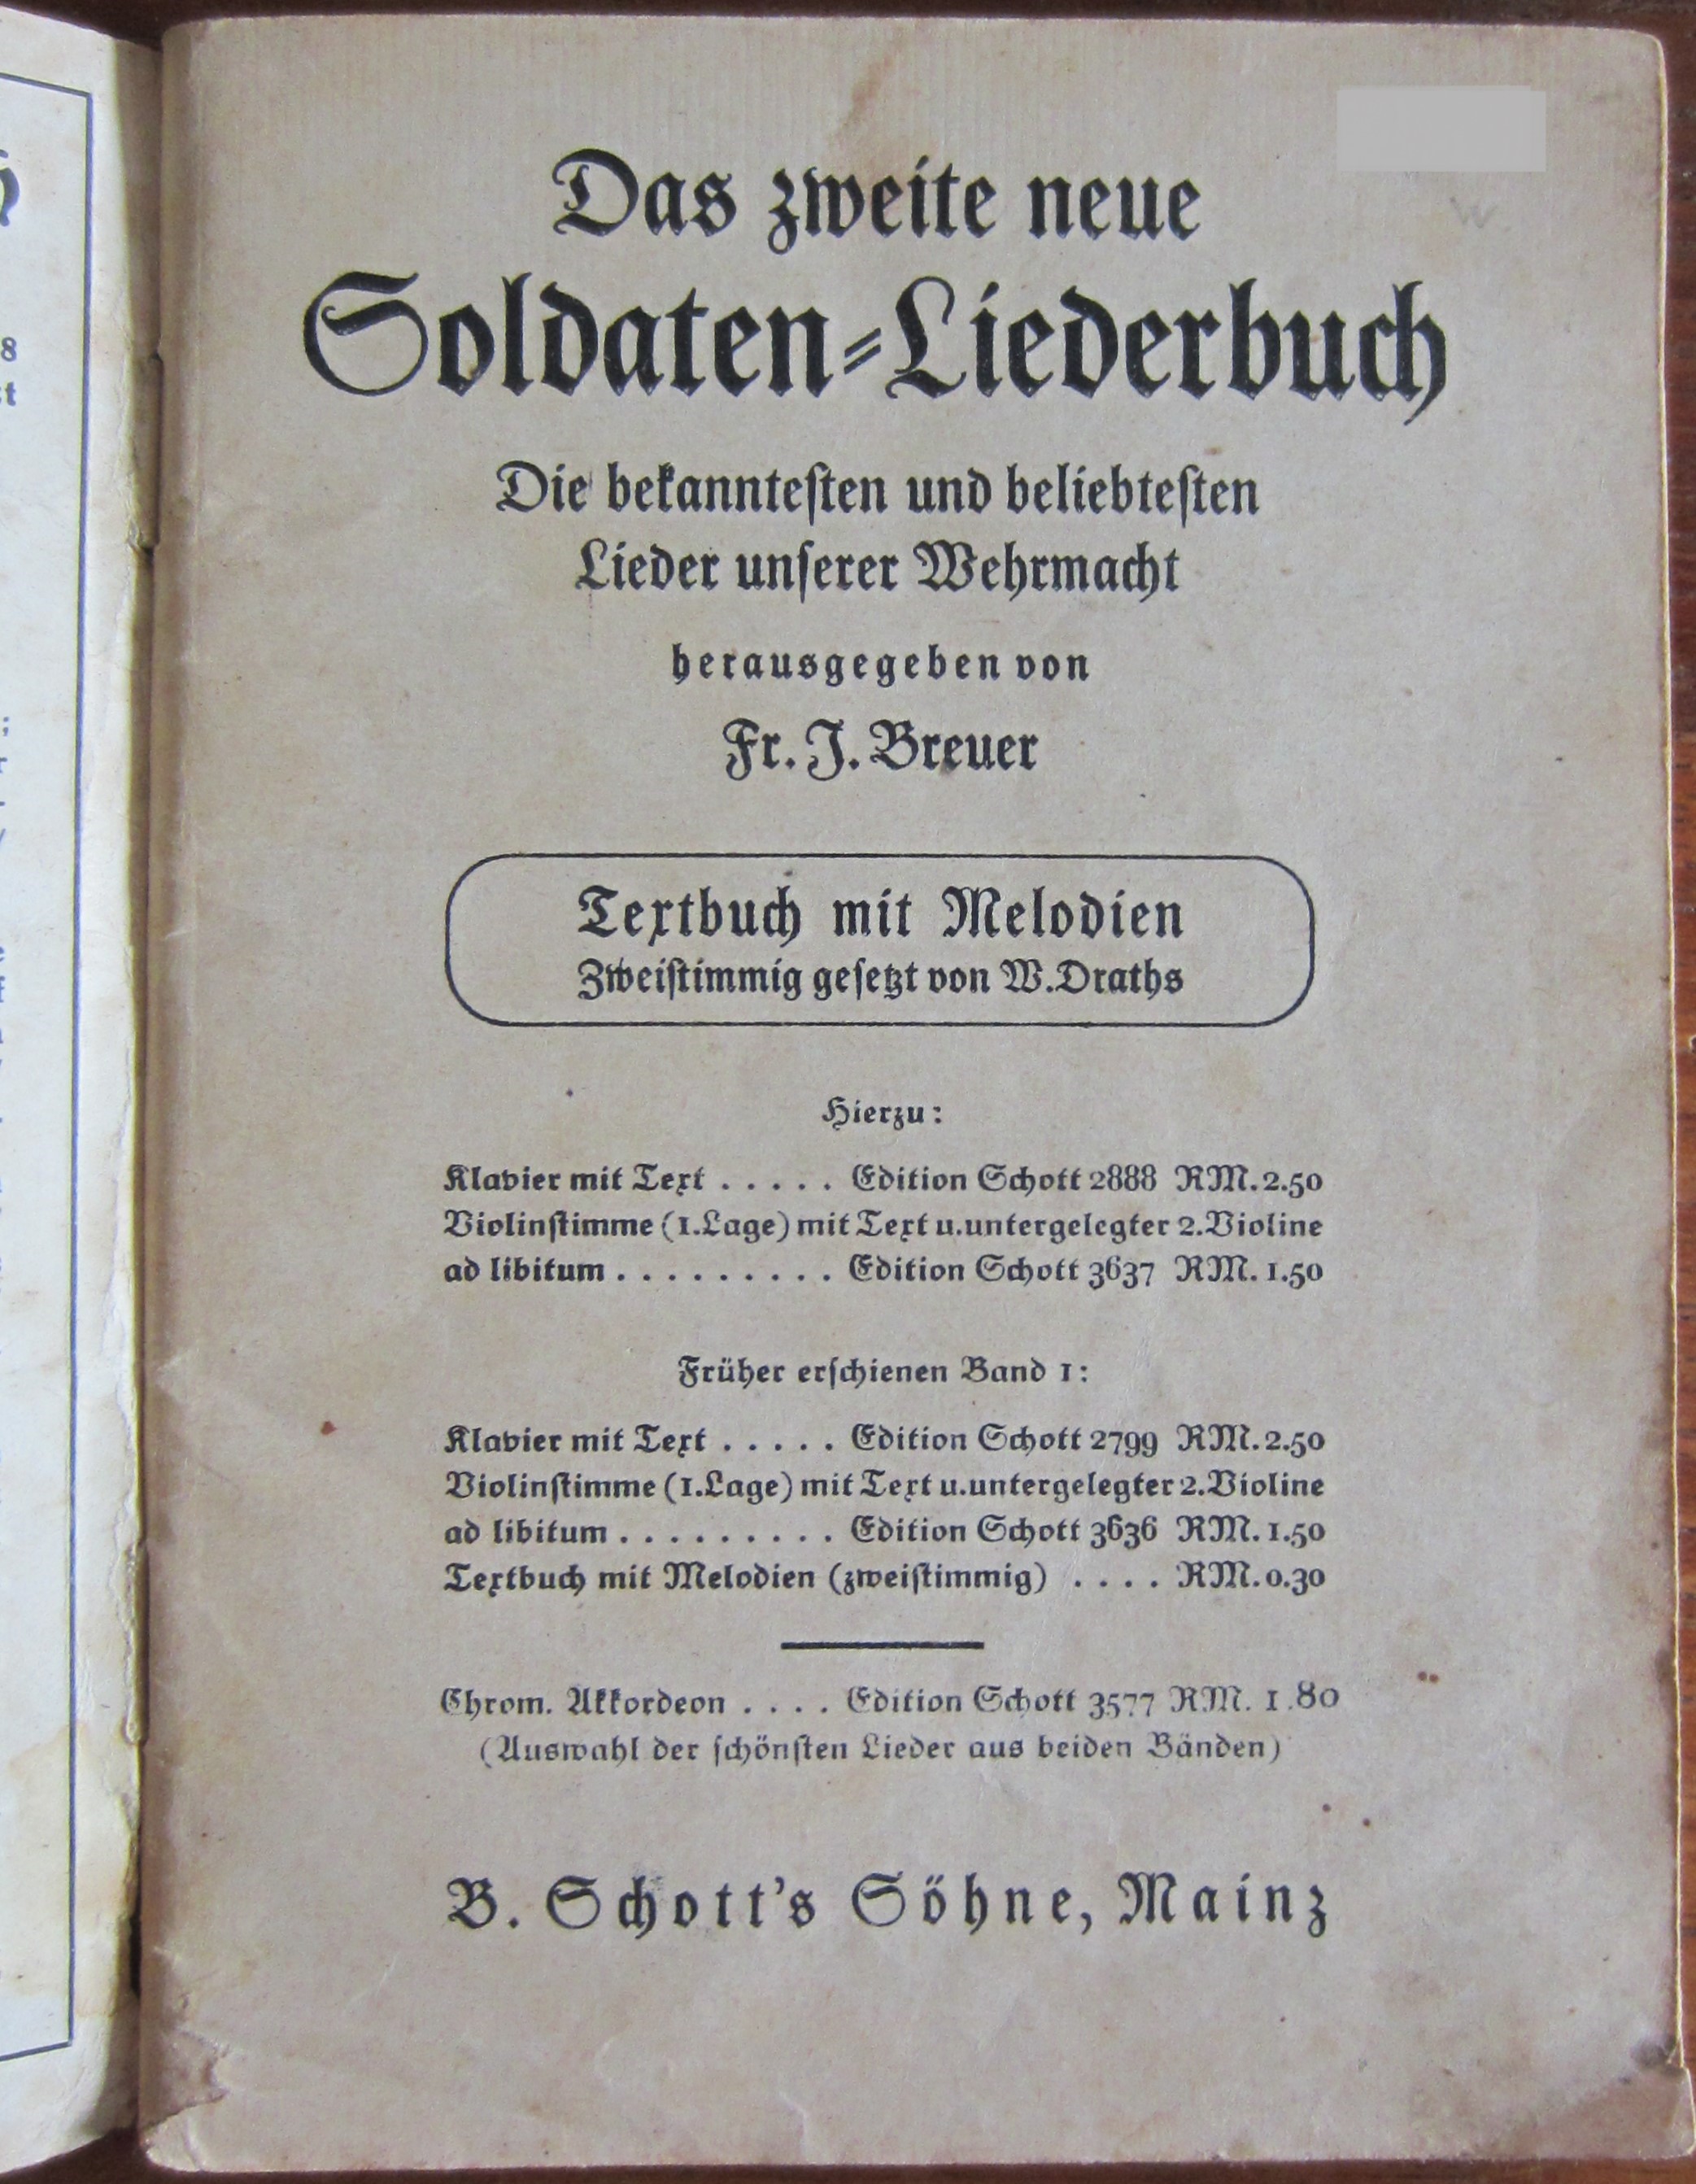 Das zweite neue
Soldaten-Liederbuch
Die bekanntesten und beliebtesten
Lieder unserer Wehrmacht
herausgegeben von
Fr. J. Breuer
Textbuch mit Melodien
Zweistimmig gesetzt von W. Draths
Hierzu:
Klavier mit Text . . . . . Edition Schott 2888 RM. 2.50
Violinstimme (1. Lage) mit Text u. untergelegter 2. Violine
ad libitum . . . . . . . . . Edition Schott 3637 RM. 1.50
Früher erschienen Band 1:
Klavier mit Text . . . . . Edition Schott 2799 RM. 2.50
Violinstimme (1. Lage) mit Text u. untergelegter 2. Violine
ad libitum . . . . . . . . . Edition Schott 3636 RM. 1.50
Textbuch mit Melodien (zweistimmig) . . . . RM. 0.30
Chrom. Akkordeon . . . . Edition Schott 3577 RM. 1.80
(Auswahl der schönsten Lieder aus beiden Bänden)
B. Schott's Söhne, Mainz